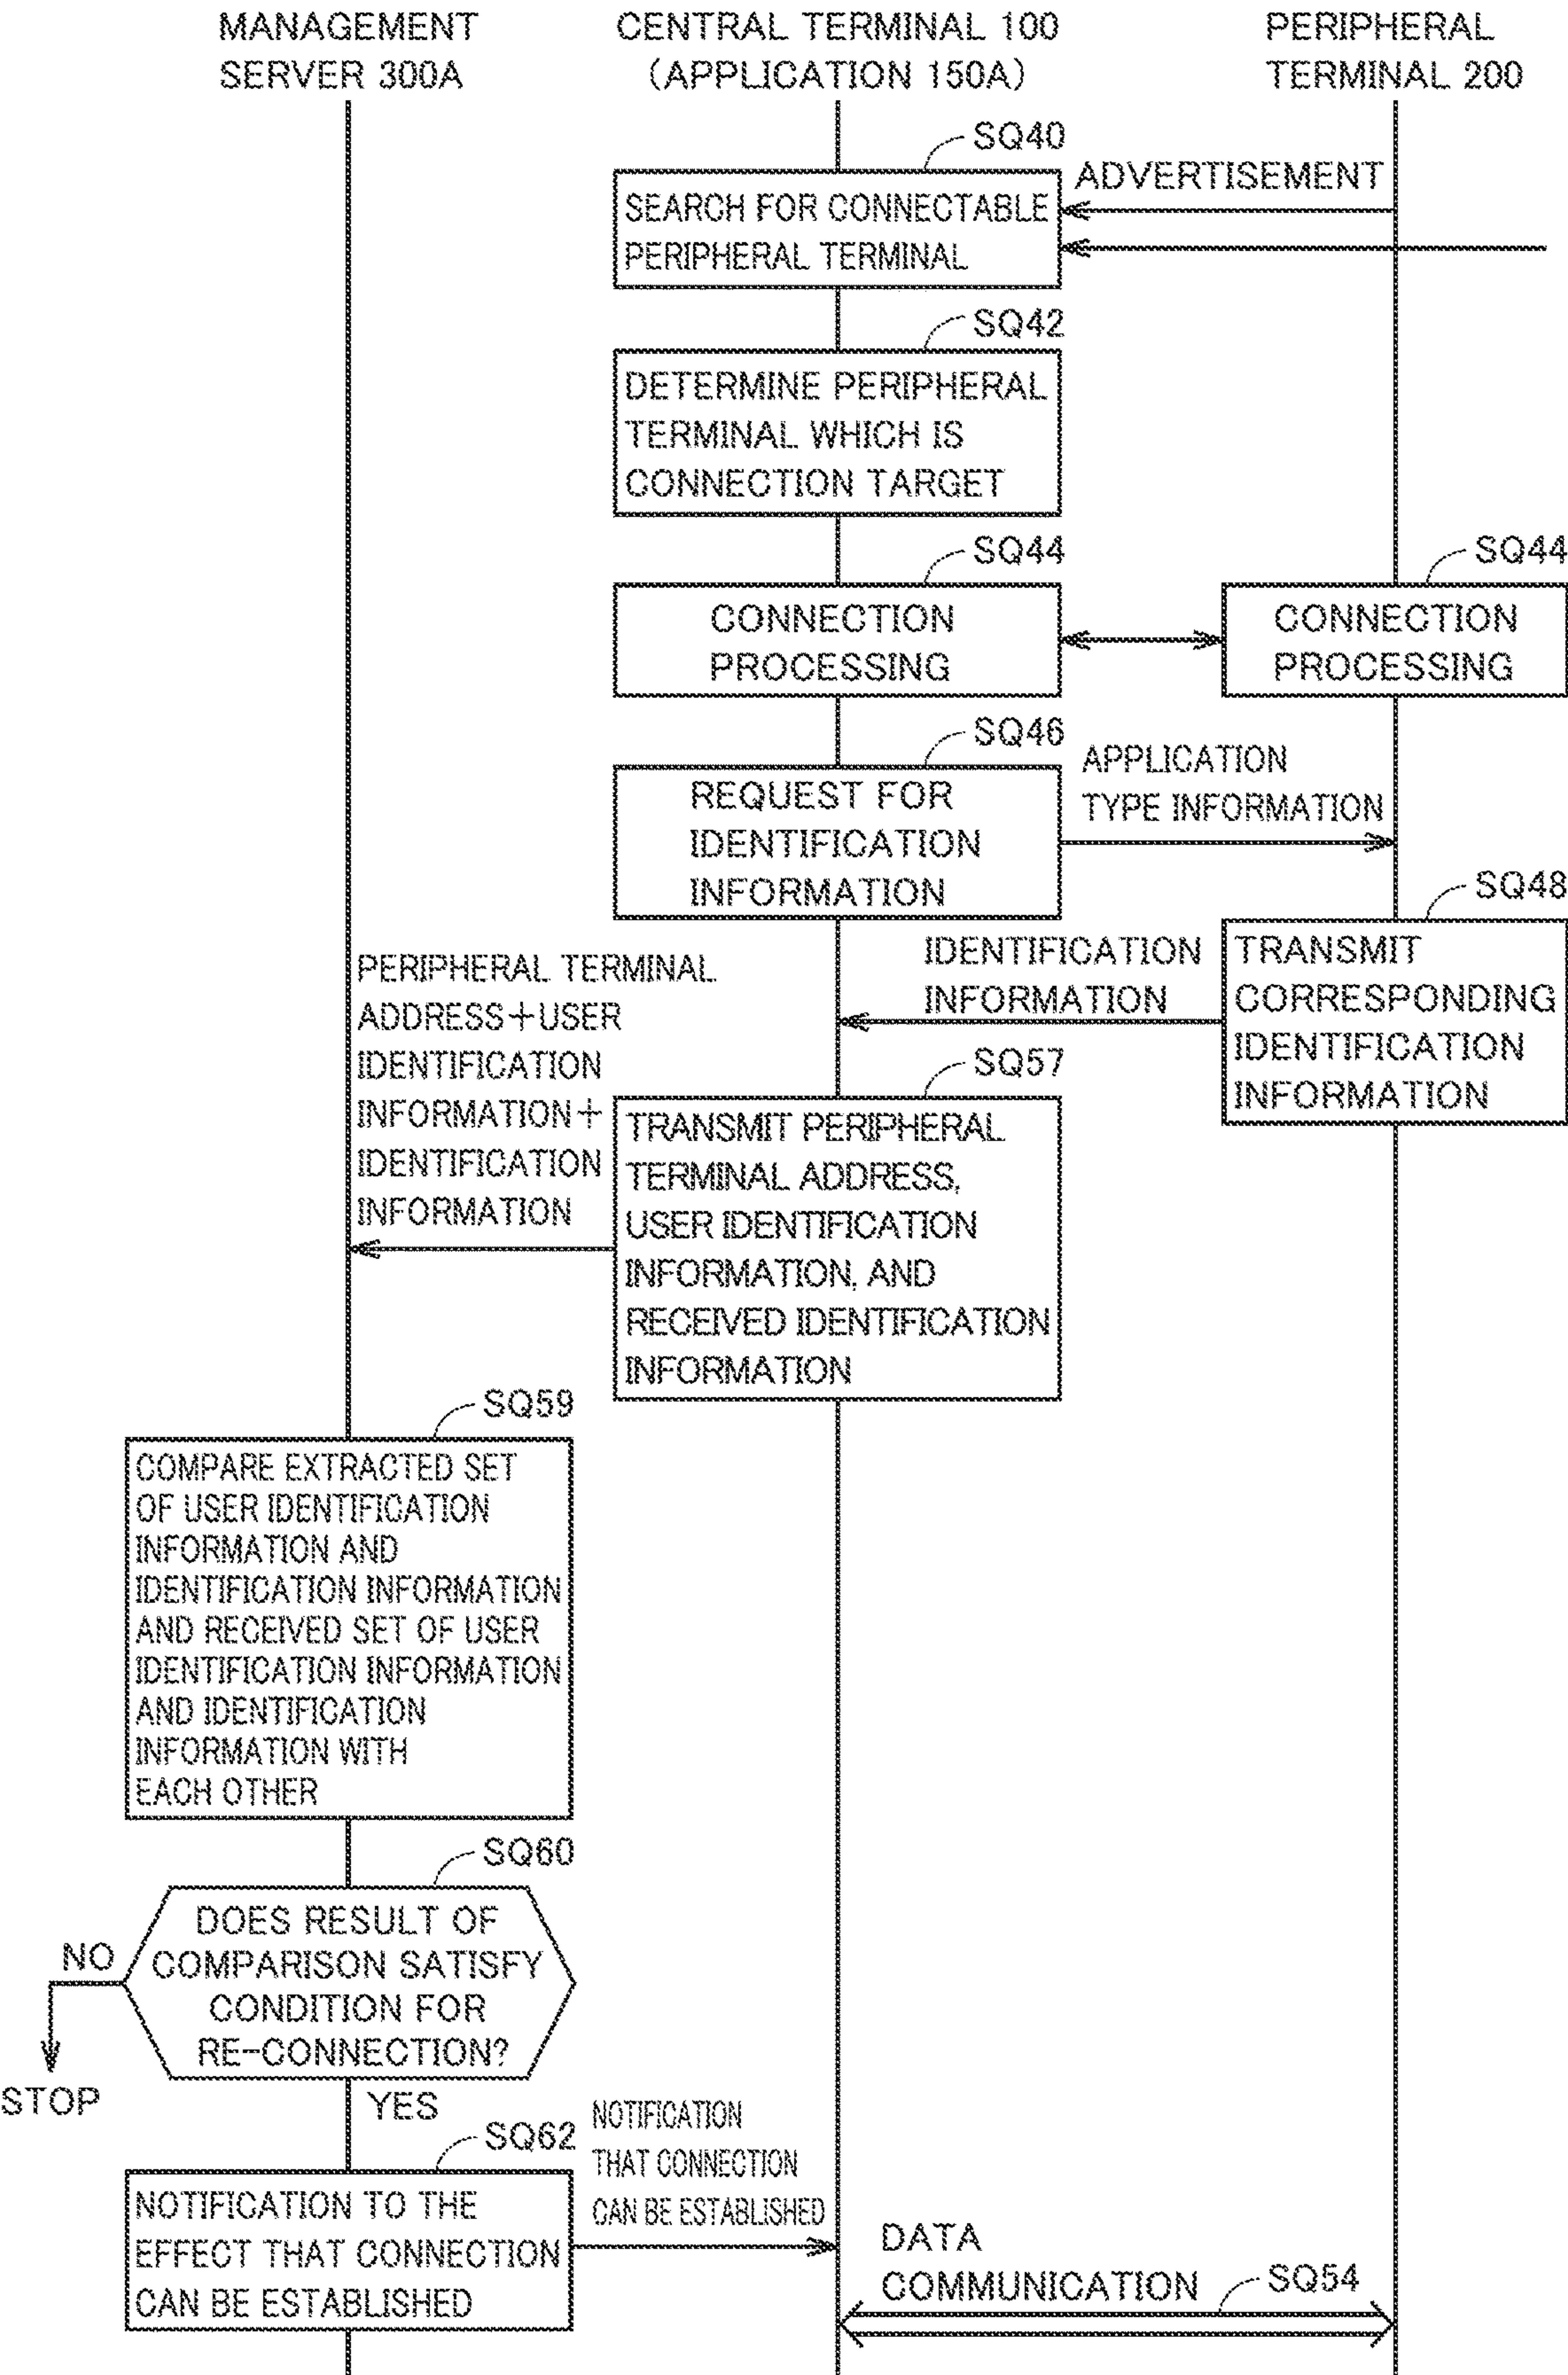 MANAGEMENT
SERVER 300A
CENTRAL TERMINAL 100
(APPLICATION 150A)
PERIPHERAL
TERMINAL 200
SQ40
ADVERTISEMENT
SEARCH FOR CONNECTABLE
PERIPHERAL TERMINAL
SQ42
DETERMINE PERIPHERAL
TERMINAL WHICH IS
CONNECTION TARGET
SQ44
CONNECTION
PROCESSING
SQ44
CONNECTION
PROCESSING
SQ46
REQUEST FOR
IDENTIFICATION
INFORMATION
APPLICATION
TYPE INFORMATION
SQ48
TRANSMIT
CORRESPONDING
IDENTIFICATION
INFORMATION
IDENTIFICATION
INFORMATION
PERIPHERAL TERMINAL
ADDRESS+USER
IDENTIFICATION
INFORMATION+
IDENTIFICATION
INFORMATION
SQ57
TRANSMIT PERIPHERAL
TERMINAL ADDRESS,
USER IDENTIFICATION
INFORMATION, AND
RECEIVED IDENTIFICATION
INFORMATION
SQ59
COMPARE EXTRACTED SET
OF USER IDENTIFICATION
INFORMATION AND
IDENTIFICATION INFORMATION
AND RECEIVED SET OF USER
IDENTIFICATION INFORMATION
AND IDENTIFICATION
INFORMATION WITH
EACH OTHER
SQ60
DOES RESULT OF
COMPARISON SATISFY
CONDITION FOR
RE-CONNECTION?
NO
STOP
YES
SQ62
NOTIFICATION TO THE
EFFECT THAT CONNECTION
CAN BE ESTABLISHED
NOTIFICATION
THAT CONNECTION
CAN BE ESTABLISHED
DATA
COMMUNICATION
SQ54